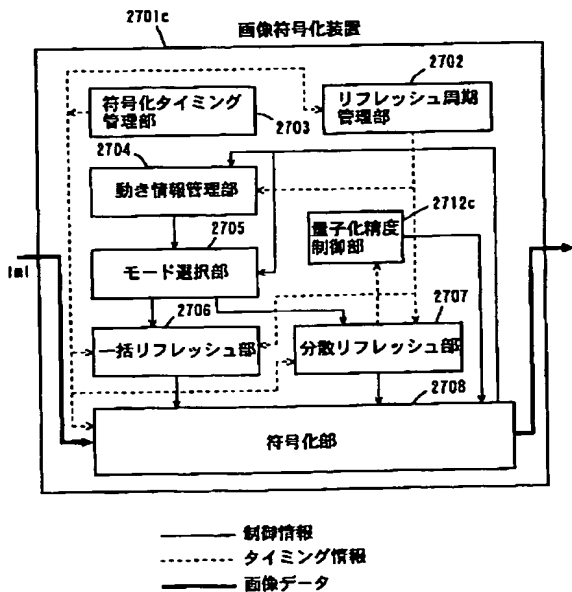 2701c
画像符号化装置
2702
符号化タイミング
管理部
2703
リフレッシュ周期
管理部
2704
動き情報管理部
2712c
量子化精度
制御部
2705
モード選択部
Im1
2706
一括リフレッシュ部
2707
分散リフレッシュ部
2708
符号化部
制御情報
タイミング情報
画像データ